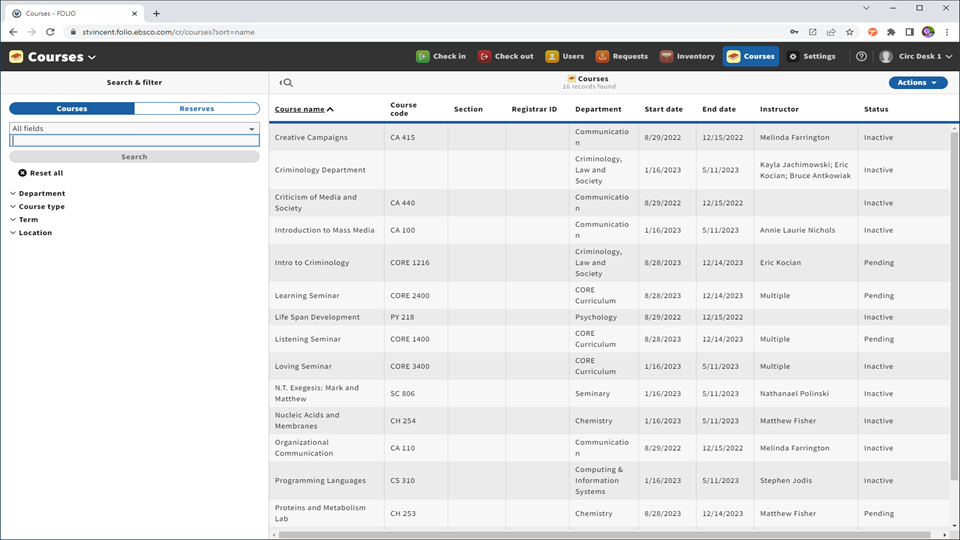 Courses - FOLIO
stvincent.folio.ebsco.com/cr/courses?sort=name
Courses
Check in
Check out
Users
Requests
Inventory
Courses
Settings
Circ Desk 1
Search & filter
Courses
Reserves
All fields
Search
Reset all
Department
Course type
Term
Location
Courses
16 records found
Actions
Course name
Course
code
Section
Registrar ID
Department
Start date
End date
Instructor
Status
Creative Campaigns
CA 415
Communicatio
n
8/29/2022
12/15/2022
Melinda Farrington
Inactive
Criminology Department
Criminology,
Law and
Society
1/16/2023
5/11/2023
Kayla Jachimowski; Eric
Kocian; Bruce Antkowiak
Inactive
Criticism of Media and
Society
CA 440
Communicatio
n
8/29/2022
12/15/2022
Inactive
Introduction to Mass Media
CA 100
Communicatio
n
1/16/2023
5/11/2023
Annie Laurie Nichols
Inactive
Intro to Criminology
CORE 1216
Criminology,
Law and
Society
8/28/2023
12/14/2023
Eric Kocian
Pending
Learning Seminar
CORE 2400
CORE
Curriculum
8/28/2023
12/14/2023
Multiple
Pending
Life Span Development
PY 218
Psychology
8/29/2022
12/15/2022
Inactive
Listening Seminar
CORE 1400
CORE
Curriculum
8/28/2023
12/14/2023
Multiple
Pending
Loving Seminar
CORE 3400
CORE
Curriculum
1/16/2023
5/11/2023
Multiple
Inactive
N.T. Exegesis: Mark and
Matthew
SC 806
Seminary
1/16/2023
5/11/2023
Nathanael Polinski
Inactive
Nucleic Acids and
Membranes
CH 254
Chemistry
1/16/2023
5/11/2023
Matthew Fisher
Inactive
Organizational
Communication
CA 110
Communicatio
n
8/29/2022
12/15/2022
Melinda Farrington
Inactive
Programming Languages
CS 310
Computing &
Information
Systems
1/16/2023
5/11/2023
Stephen Jodis
Inactive
Proteins and Metabolism
Lab
CH 253
Chemistry
8/28/2023
12/14/2023
Matthew Fisher
Pending